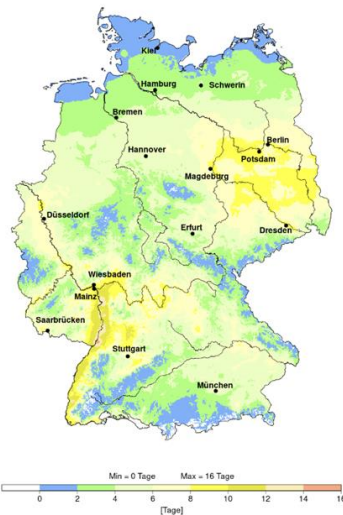 Kiel
Hamburg
Schwerin
Bremen
Berlin
Hannover
Potsdam
Magdeburg
Düsseldorf
Erfurt
Dresden
Wiesbaden
Mainz
Saarbrücken
Stuttgart
München
Min = 0 Tage Max = 16 Tage
0 2 4 6 8 10 12 14 16
[Tage]